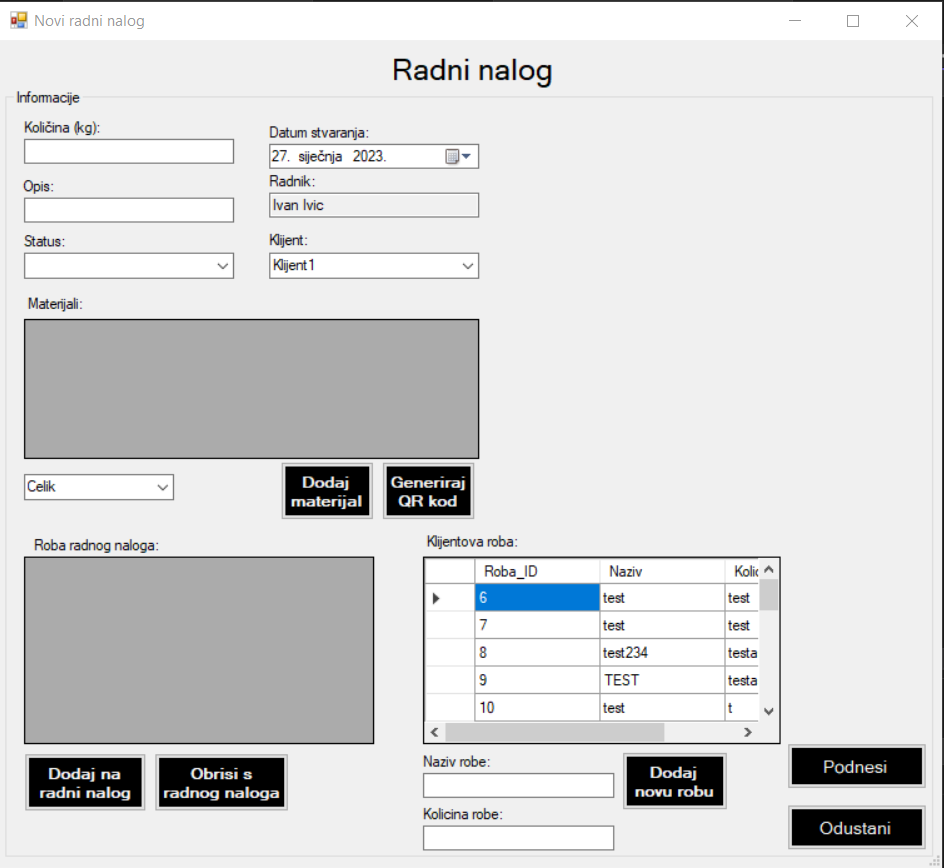 Novi radni nalog
Radni nalog
Informacije
Količina (kg):
Datum stvaranja:
27. siječnja 2023.
Opis:
Radnik:
Ivan Ivic
Status:
Klijent:
Klijent1
Materijali:
Celik
Dodaj
materijal
Generiraj
QR kod
Roba radnog naloga:
Klijentova roba:
Roba_ID Naziv
6 test test
7 test test
8 test234 testa
9 TEST testa
10 test t
Dodaj na
radni nalog
Obrisi s
radnog naloga
Naziv robe:
Dodaj
novu robu
Kolicina robe:
Podnesi
Odustani